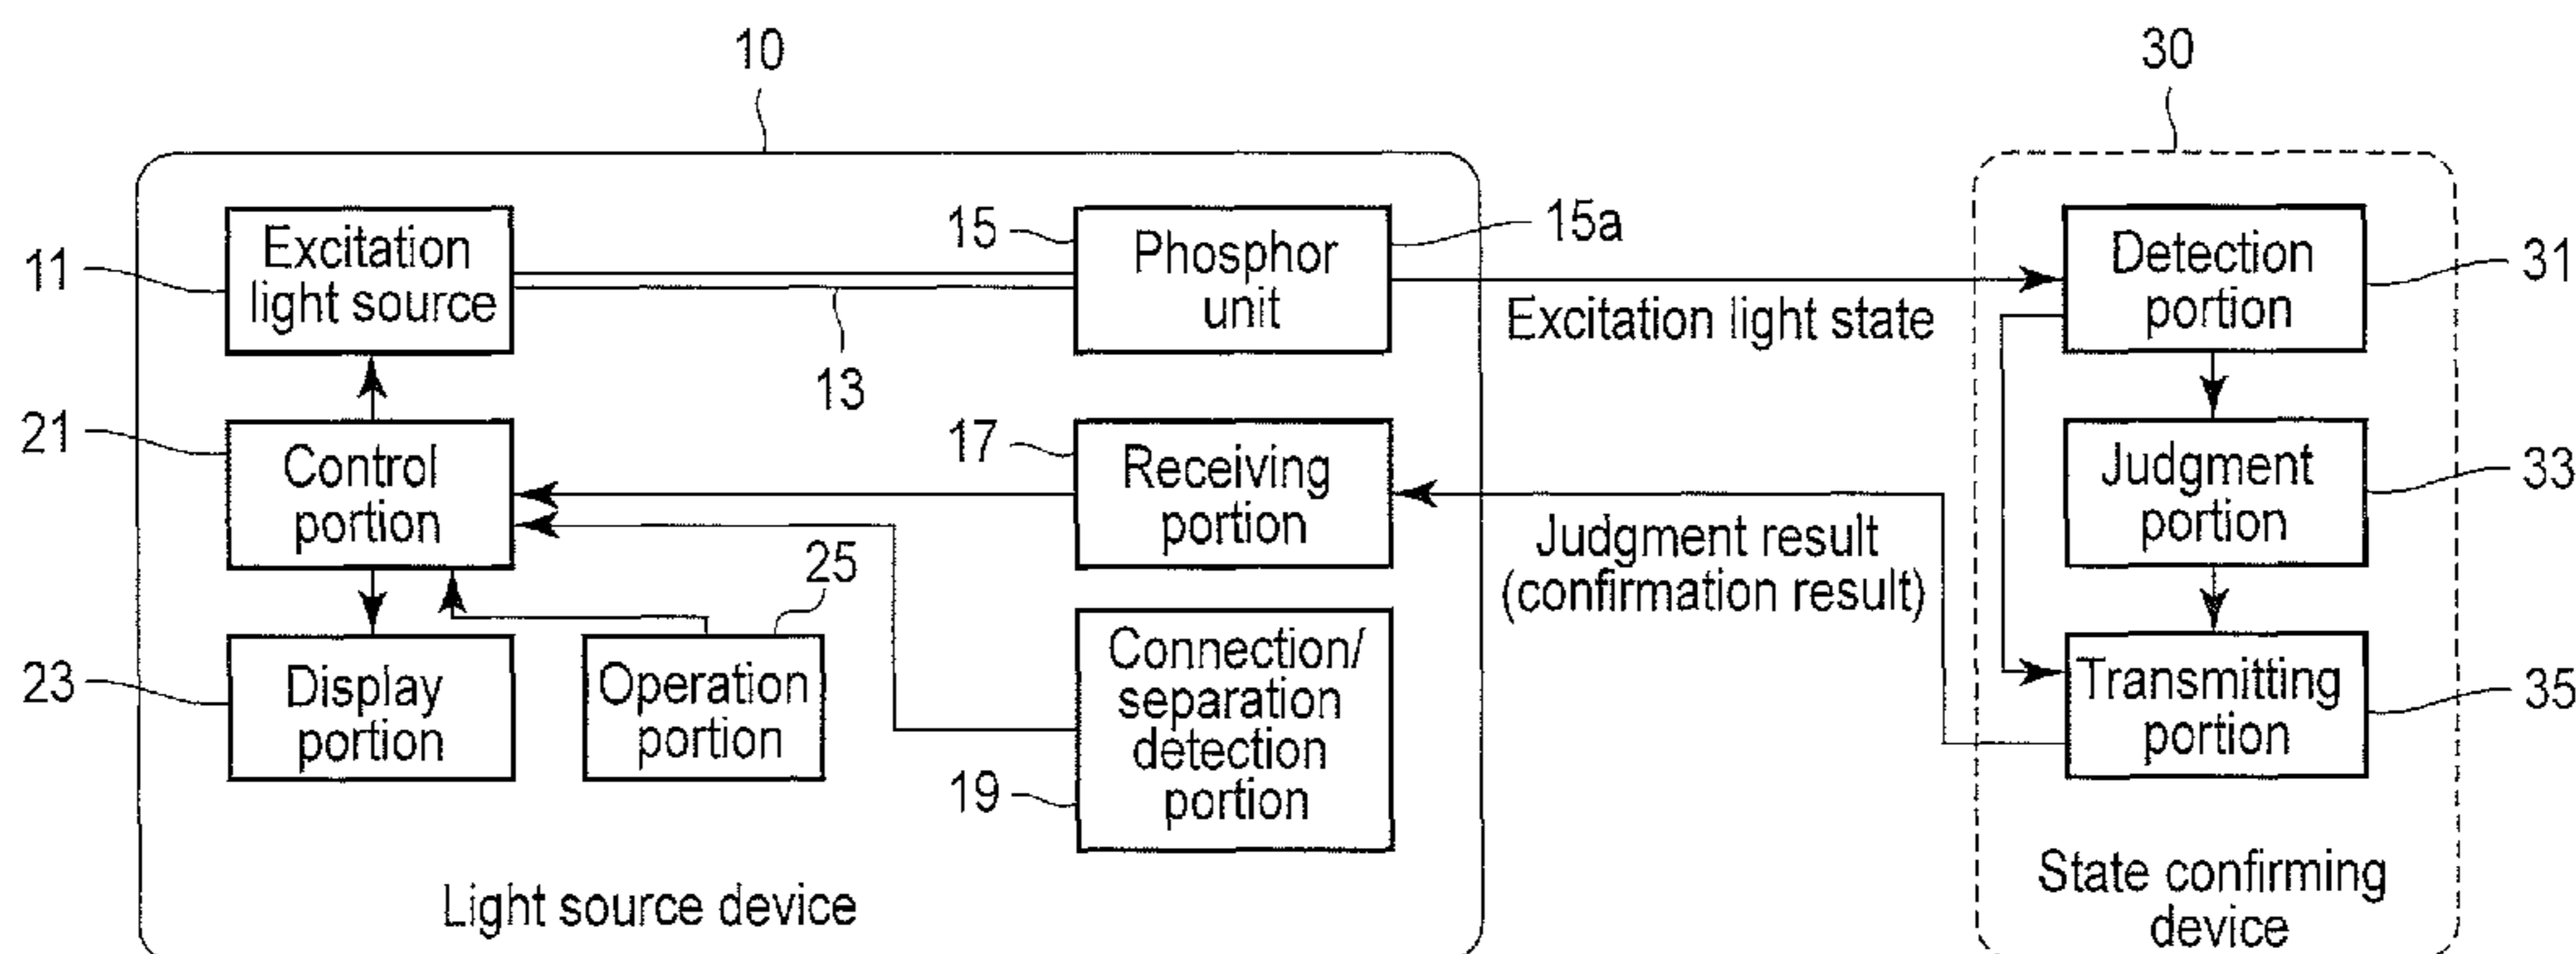 10
30
11
Excitation
light source
13
15
Phosphor
unit
15a
Excitation light state
Detection
portion
31
21
Control
portion
17
Receiving
portion
Judgment result
(confirmation result)
Judgment
portion
33
23
Display
portion
25
Operation
portion
19
Connection/
separation
detection
portion
Transmitting
portion
35
Light source device
State confirming
device